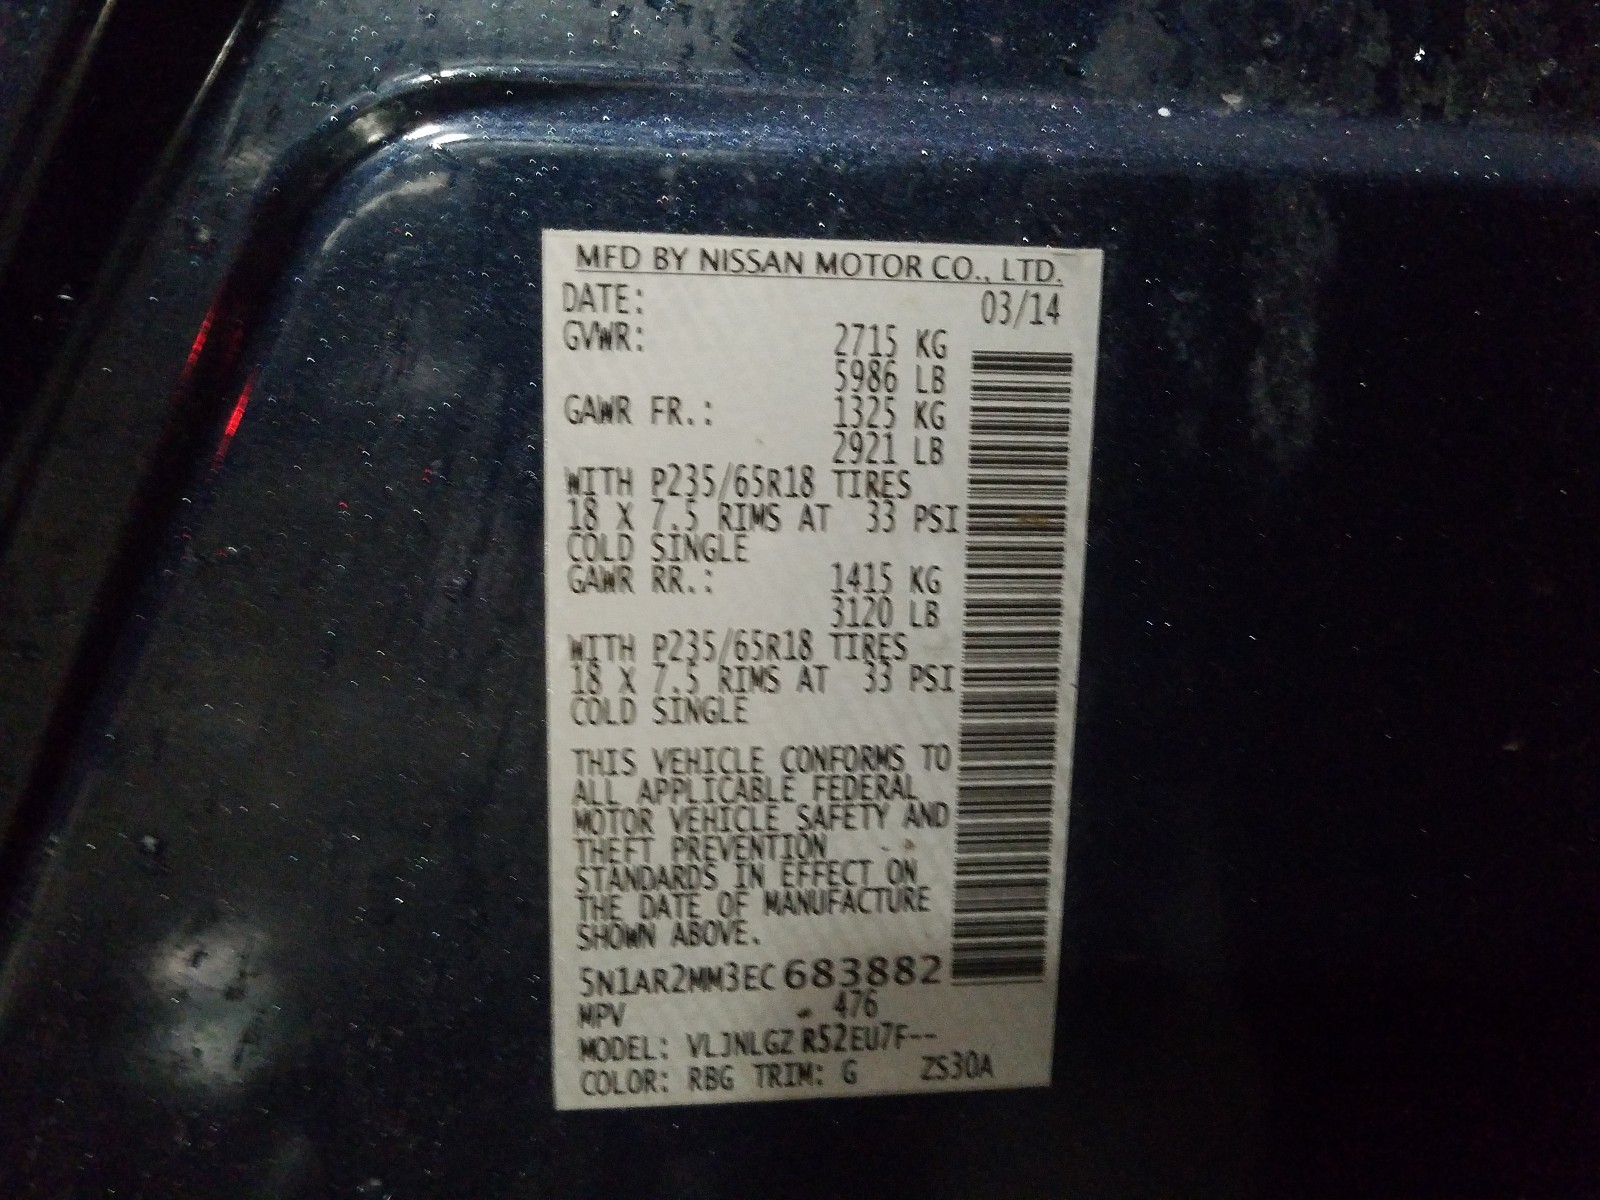 MFD BY NISSAN MOTOR CO., LTD.
DATE: 03/14
GVWR: 2715 KG
5986 LB
GAWR FR.: 1325 KG
2921 LB
WITH P235/65R18 TIRES
18 X 7.5 RIMS AT 33 PSI
COLD SINGLE
GAWR RR.: 1415 KG
3120 LB
WITH P235/65R18 TIRES
18 X 7.5 RIMS AT 33 PSI
COLD SINGLE
THIS VEHICLE CONFORMS TO
ALL APPLICABLE FEDERAL
MOTOR VEHICLE SAFETY AND
THEFT PREVENTION
STANDARDS IN EFFECT ON
THE DATE OF MANUFACTURE
SHOWN ABOVE.
5N1AR2MM3EC683882
MPV 476
MODEL: VLJNLGZ R52EU7F--
COLOR: RBG TRIM: G ZS30A